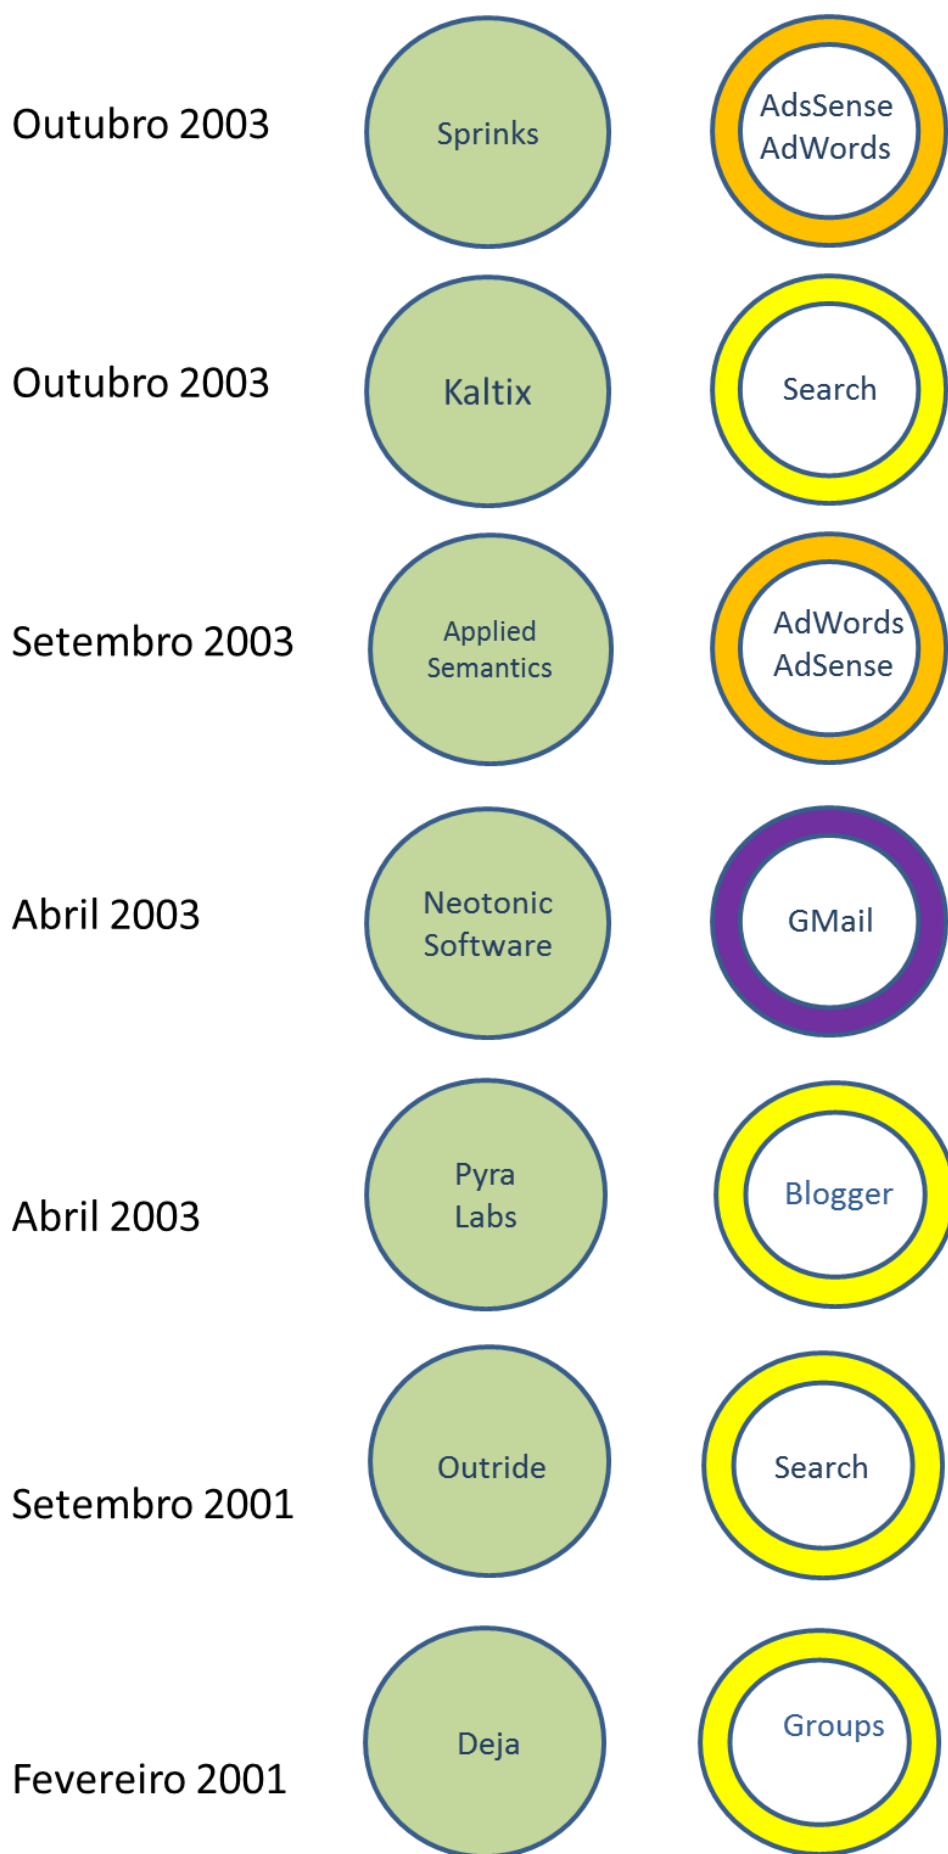 Outubro 2003
Sprinks
AdsSense
AdWords
Outubro 2003
Kaltix
Search
Setembro 2003
Applied
Semantics
AdWords
AdSense
Abril 2003
Neotonic
Software
GMail
Abril 2003
Pyra
Labs
Blogger
Setembro 2001
Outride
Search
Fevereiro 2001
Deja
Groups